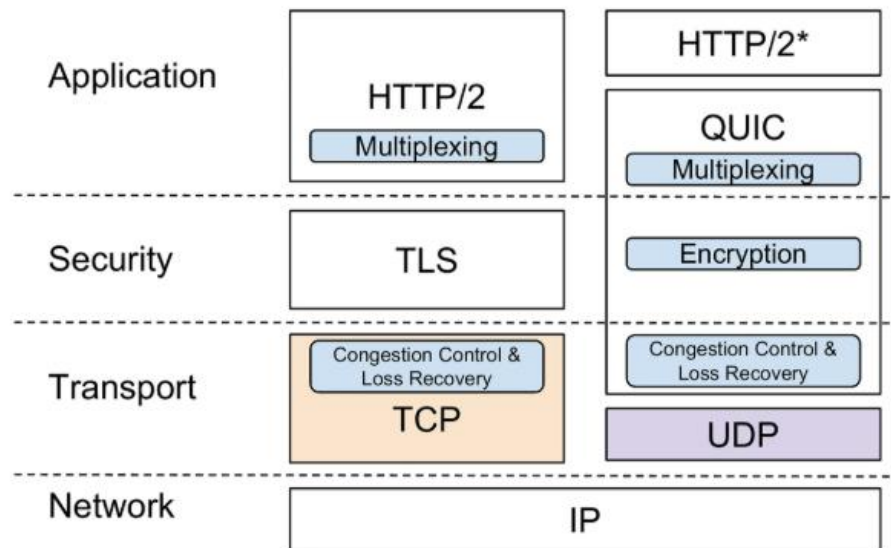 Application
HTTP/2
Multiplexing
HTTP/2*
QUIC
Multiplexing
Security
TLS
Encryption
Transport
Congestion Control &
Loss Recovery
TCP
Congestion Control &
Loss Recovery
UDP
Network
IP